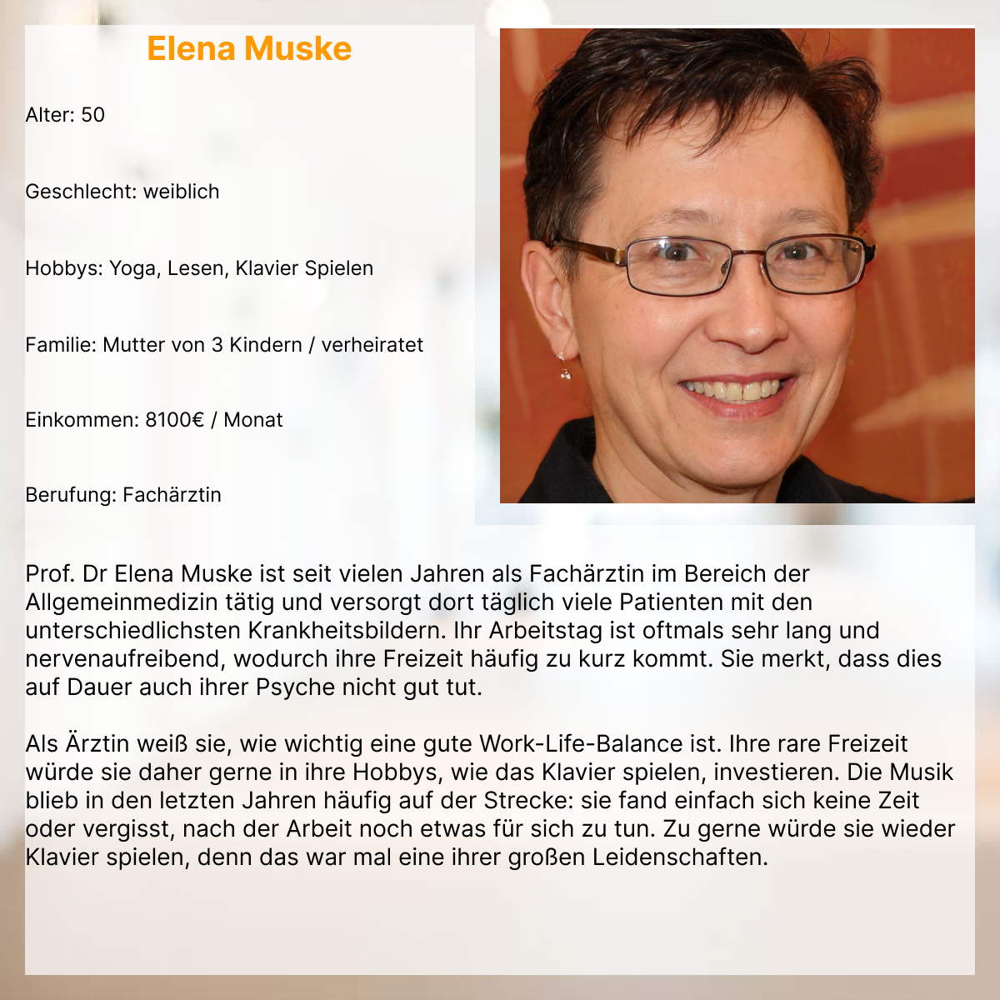 Elena Muske
Alter: 50
Geschlecht: weiblich
Hobbys: Yoga, Lesen, Klavier Spielen
Familie: Mutter von 3 Kindern / verheiratet
Einkommen: 8100€ / Monat
Berufung: Fachärztin
Prof. Dr Elena Muske ist seit vielen Jahren als Fachärztin im Bereich der
Allgemeinmedizin tätig und versorgt dort täglich viele Patienten mit den
unterschiedlichsten Krankheitsbildern. Ihr Arbeitstag ist oftmals sehr lang und
nervenaufreibend, wodurch ihre Freizeit häufig zu kurz kommt. Sie merkt, dass dies
auf Dauer auch ihrer Psyche nicht gut tut.
Als Ärztin weiß sie, wie wichtig eine gute Work-Life-Balance ist. Ihre rare Freizeit
würde sie daher gerne in ihre Hobbys, wie das Klavier spielen, investieren. Die Musik
blieb in den letzten Jahren häufig auf der Strecke: sie fand einfach sich keine Zeit
oder vergisst, nach der Arbeit noch etwas für sich zu tun. Zu gerne würde sie wieder
Klavier spielen, denn das war mal eine ihrer großen Leidenschaften.